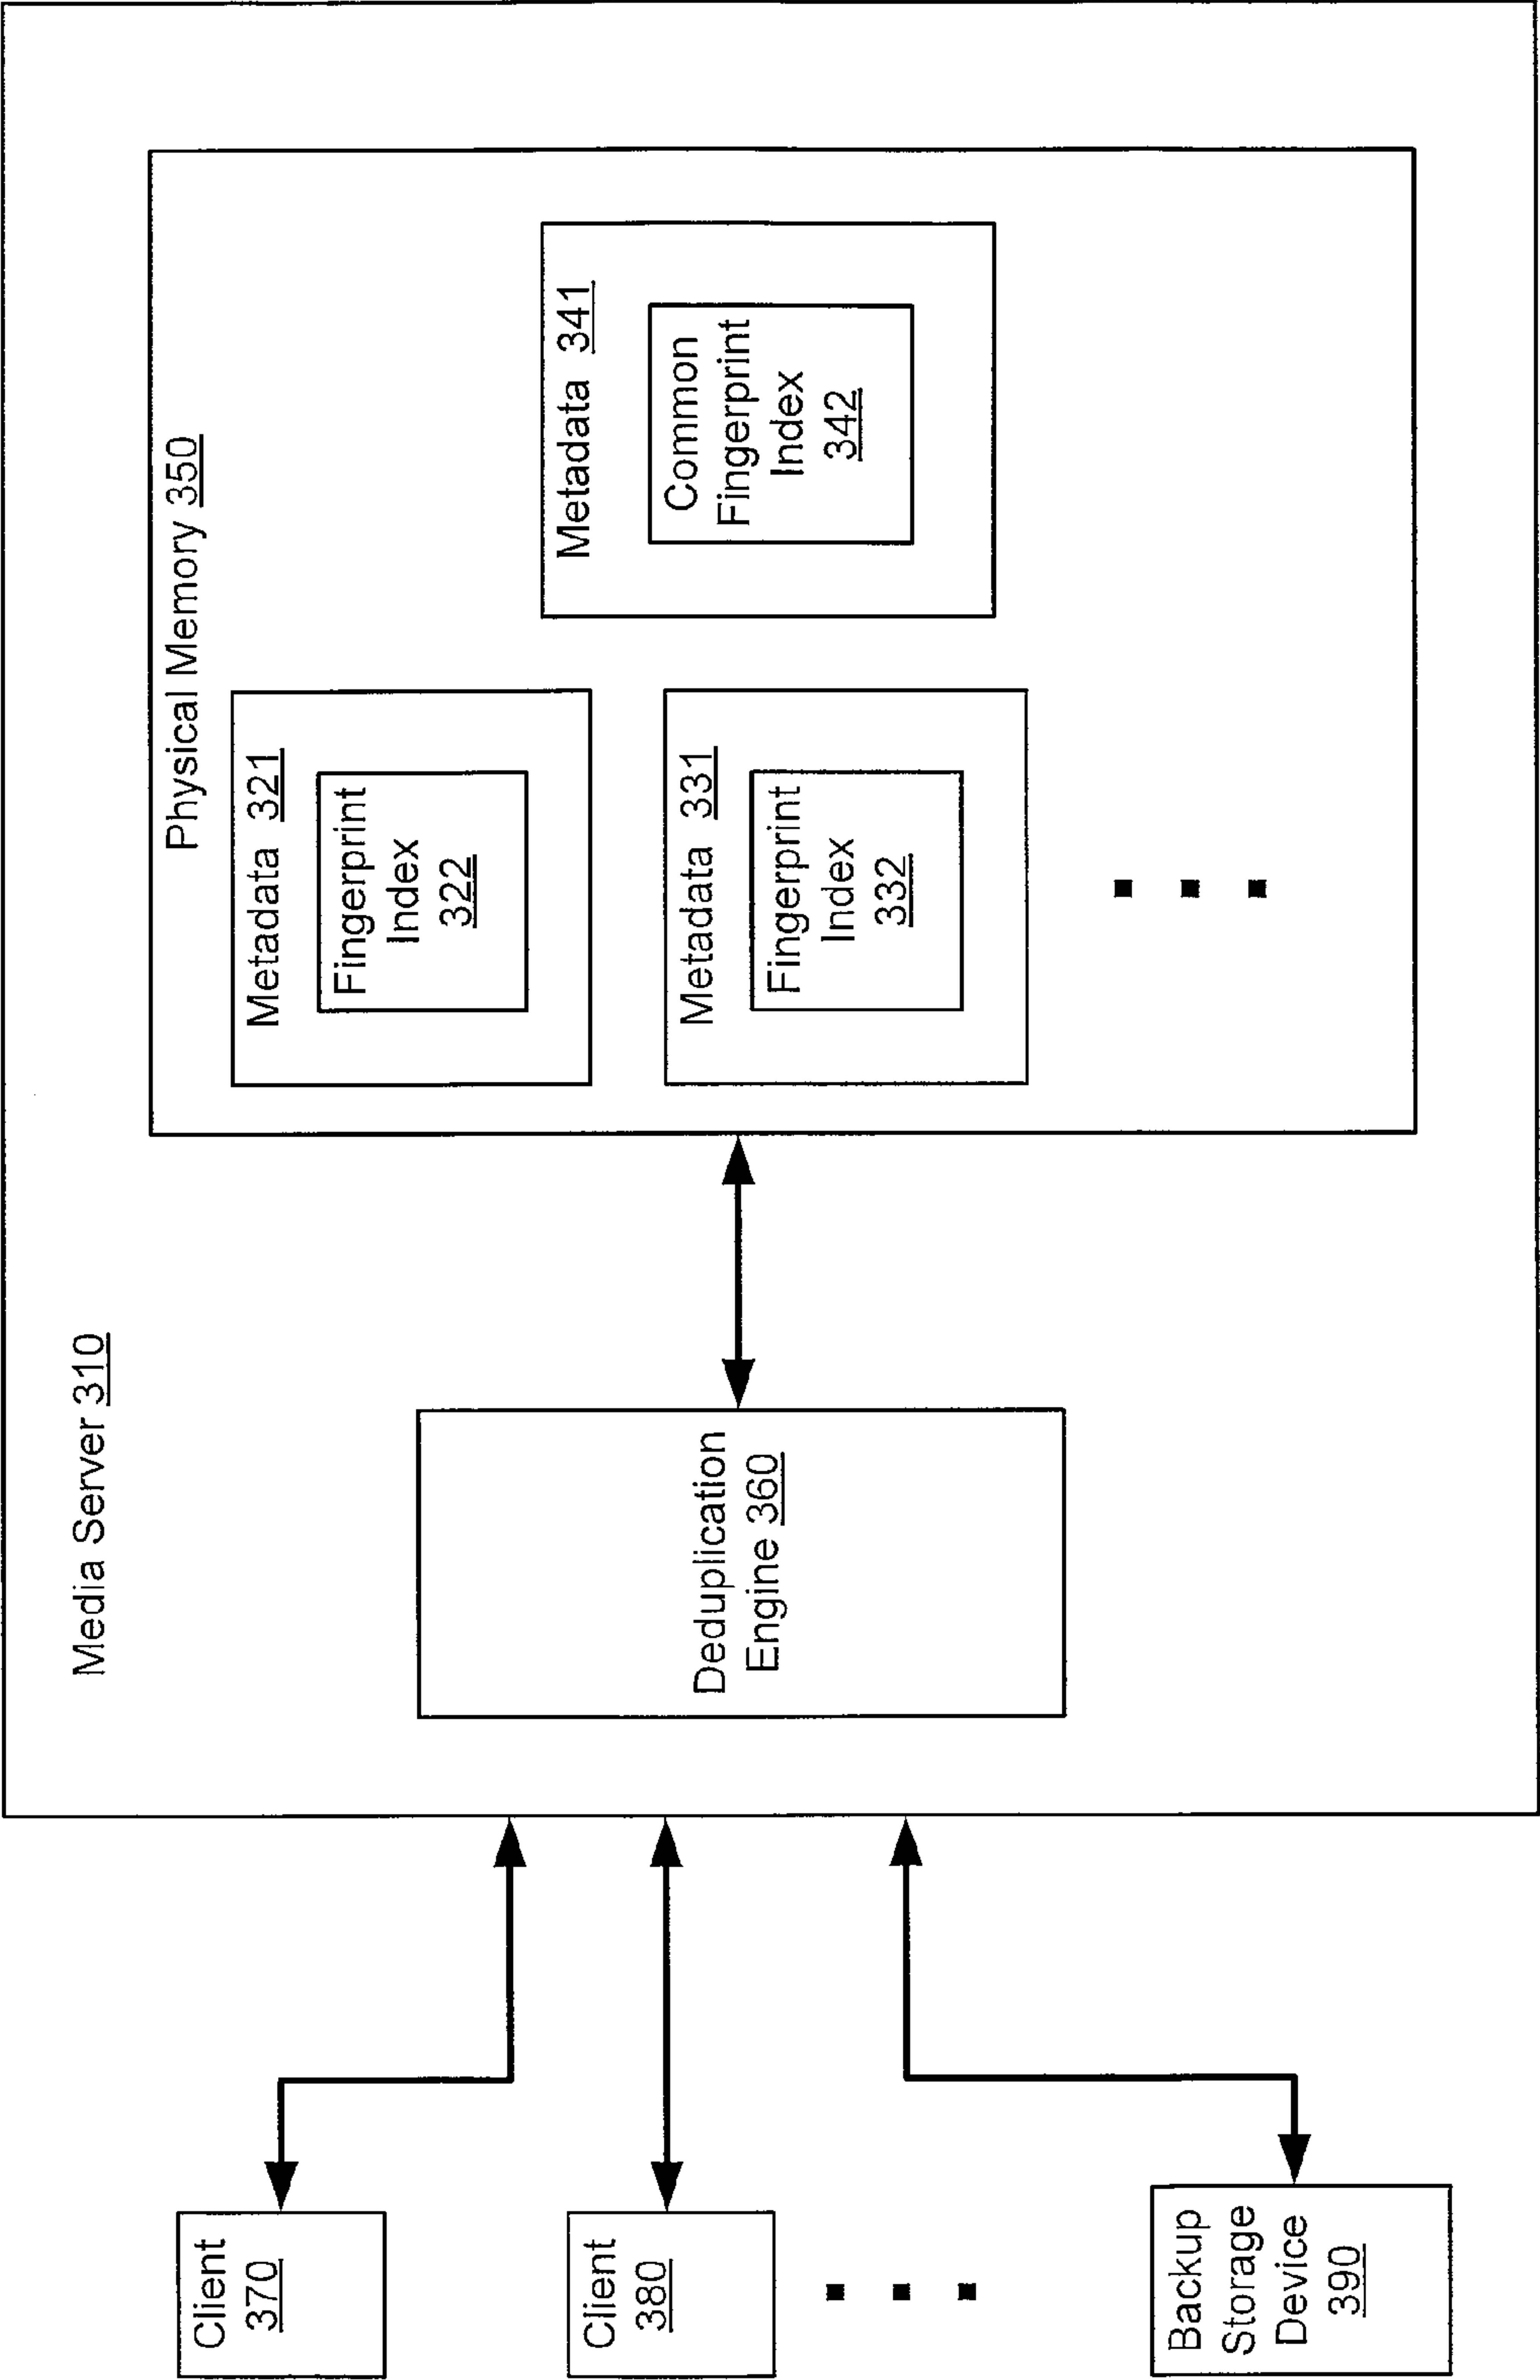 Media Server 310
Physical Memory 350
Metadata 321
Fingerprint
Index
322
Metadata 331
Fingerprint
Index
332
Metadata 341
Common
Fingerprint
Index
342
Deduplication
Engine 360
Client
370
Client
380
Backup
Storage
Device
390